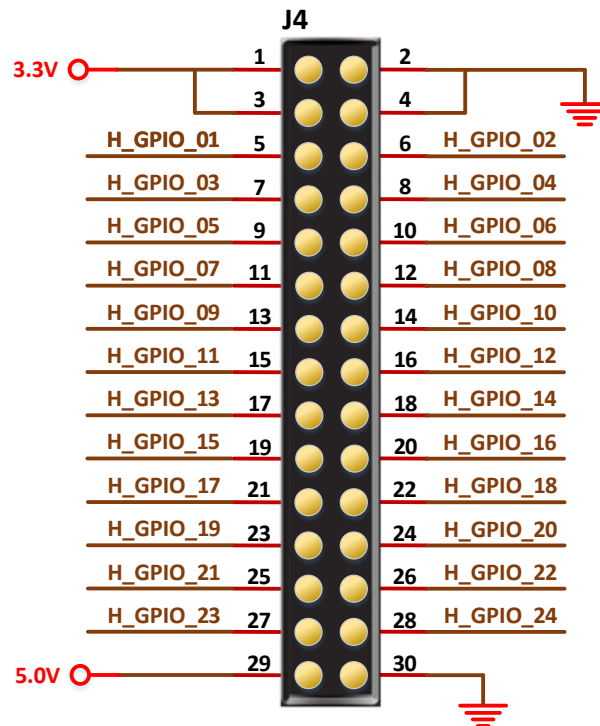 J4
3.3V 1 2
3 4
H_GPIO_01 5 6 H_GPIO_02
H_GPIO_03 7 8 H_GPIO_04
H_GPIO_05 9 10 H_GPIO_06
H_GPIO_07 11 12 H_GPIO_08
H_GPIO_09 13 14 H_GPIO_10
H_GPIO_11 15 16 H_GPIO_12
H_GPIO_13 17 18 H_GPIO_14
H_GPIO_15 19 20 H_GPIO_16
H_GPIO_17 21 22 H_GPIO_18
H_GPIO_19 23 24 H_GPIO_20
H_GPIO_21 25 26 H_GPIO_22
H_GPIO_23 27 28 H_GPIO_24
5.0V 29 30